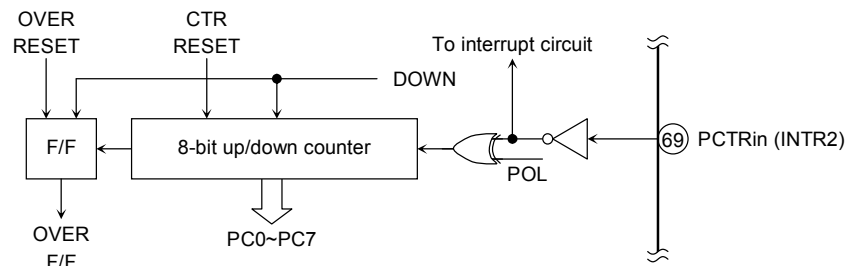 OVER
RESET
CTR
RESET
To interrupt circuit
DOWN
F/F
8-bit up/down counter
69 PCTRin (INTR2)
POL
OVER
F/F
PC0~PC7